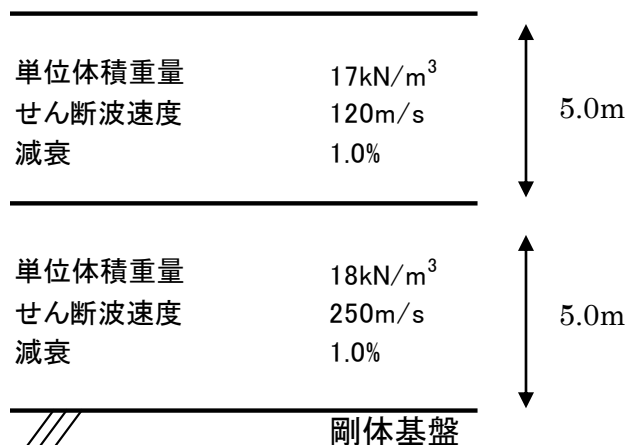 単位体積重量 17kN/m³
せん断波速度 120m/s
減衰 1.0%
5.0m
単位体積重量 18kN/m³
せん断波速度 250m/s
減衰 1.0%
5.0m
剛体基盤